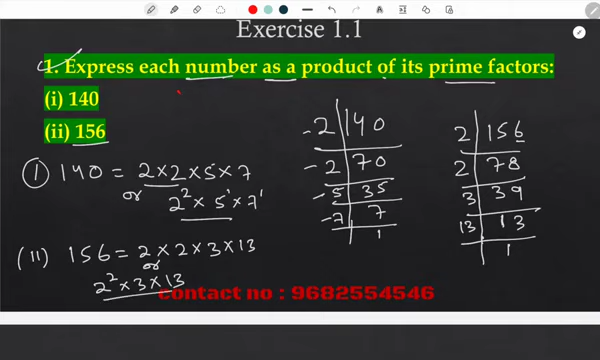 Exercise 1.1
1. Express each number as a product of its prime factors:
(i) 140
(ii) 156
(I) 140 = 2 × 2 × 5 × 7
or
2² × 5¹ × 7¹
(II) 156 = 2 × 2 × 3 × 13
or
2² × 3 × 13
-2 | 140
-2 | 70
-5 | 35
-7 | 7
1
2 | 156
2 | 78
3 | 39
13 | 13
1
contact no : 9682554546